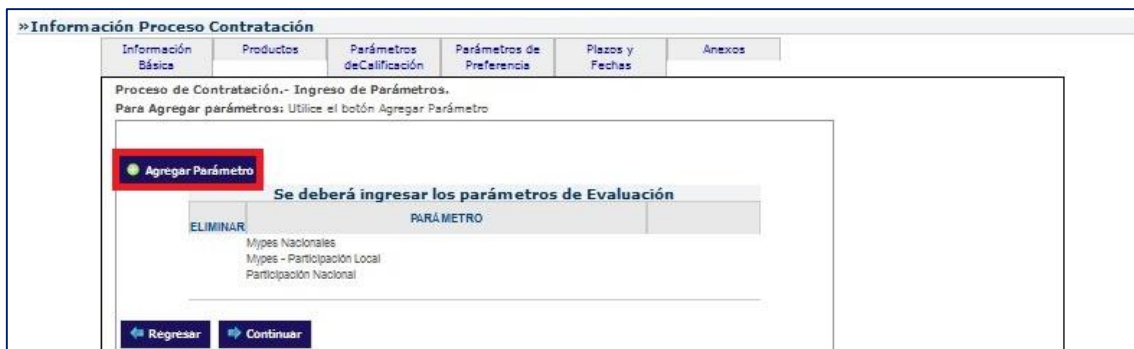 »Información Proceso Contratación
Información Básica
Productos
Parámetros deCalificación
Parámetros de Preferencia
Plazos y Fechas
Anexos
Proceso de Contratación.- Ingreso de Parámetros.
Para Agregar parámetros: Utilice el botón Agregar Parámetro
Agregar Parámetro
Se deberá ingresar los parámetros de Evaluación
ELIMINAR
PARÁMETRO
Mypes Nacionales
Mypes - Participación Local
Participación Nacional
Regresar
Continuar